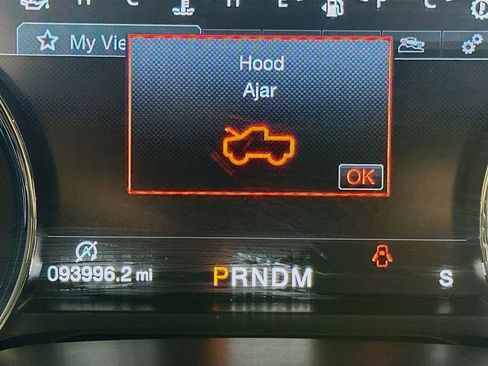 H E F C
My Vie
Hood
Ajar
OK
093996.2 mi
PRNDM
S